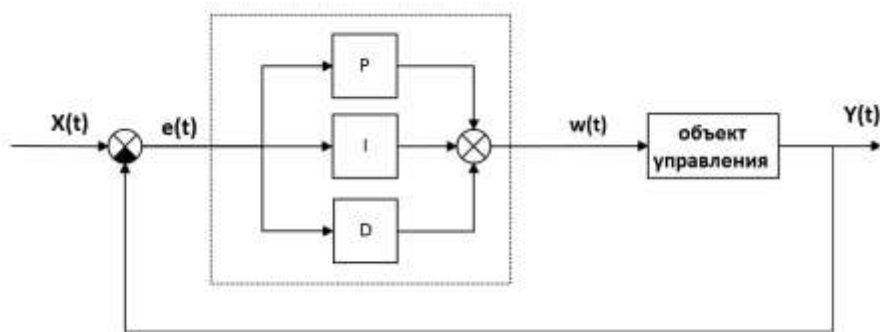 P
X(t)
e(t)
I
w(t)
объект
управления
Y(t)
D